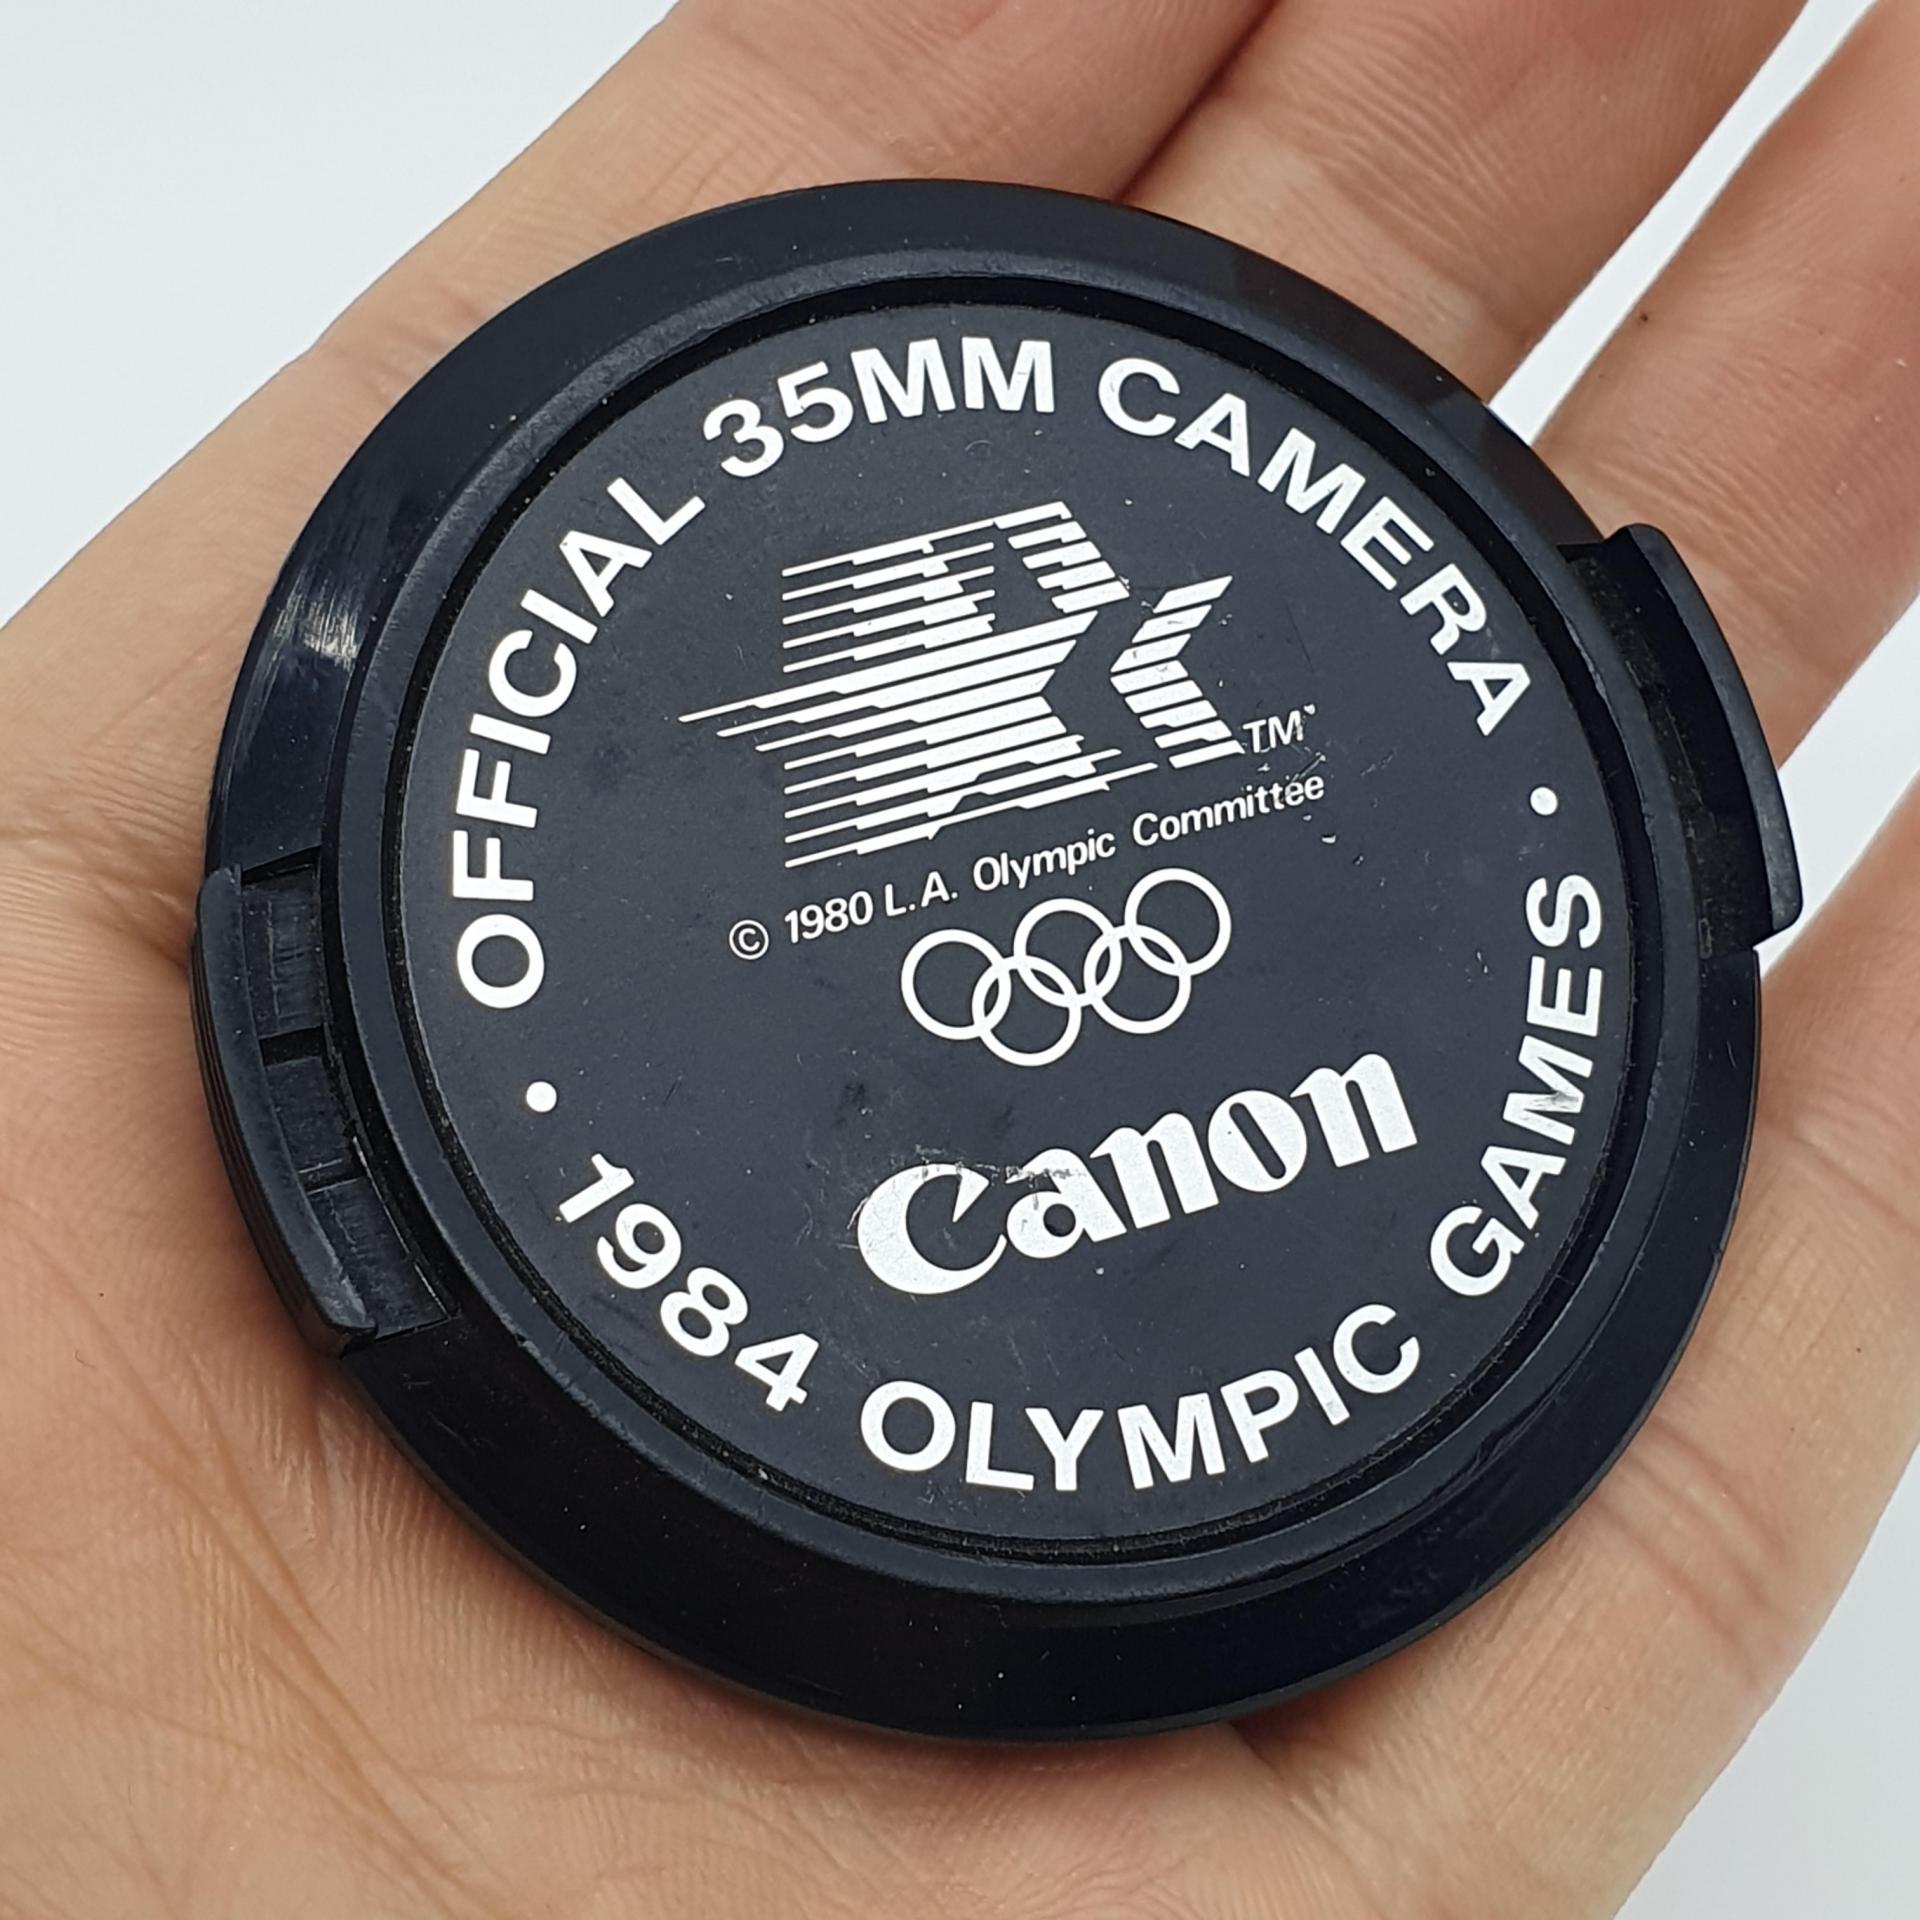 OFFICIAL 35MM CAMERA
TM
© 1980 L.A. Olympic Committee
Canon
• 1984 OLYMPIC GAMES •